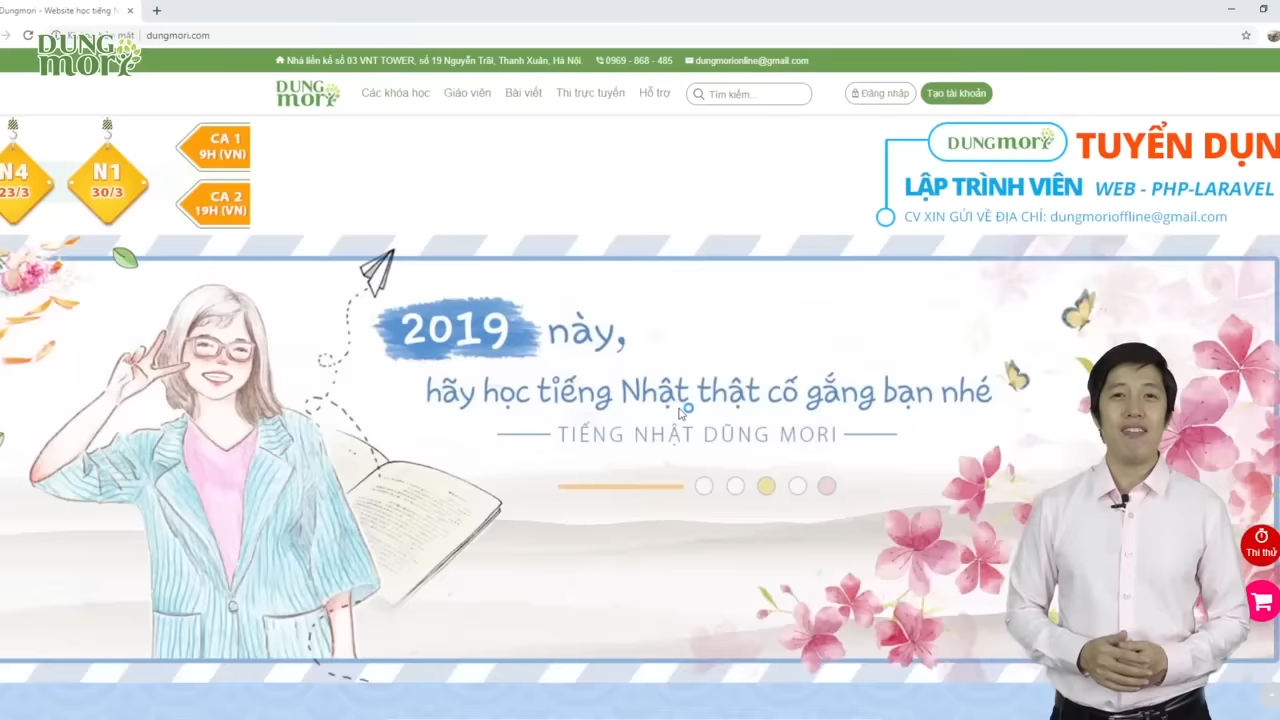 Dungmori - Website học tiếng N
dungmori.com
DUNG
mori
Nhà liền kề số 03 VNT TOWER, số 19 Nguyễn Trãi, Thanh Xuân, Hà Nội.
0969 - 868 - 485
dungmorionline@gmail.com
DUNG
mori
Các khóa học
Giáo viên
Bài viết
Thi trực tuyến
Hỗ trợ
Tìm kiếm...
Đăng nhập
Tạo tài khoản
N4
23/3
N1
30/3
CA 1
9H (VN)
CA 2
19H (VN)
DUNGmori
TUYỂN DỤN
LẬP TRÌNH VIÊN WEB - PHP-LARAVEL
CV XIN GỬI VỀ ĐỊA CHỈ: dungmorioffline@gmail.com
2019 này,
hãy học tiếng Nhật thật cố gắng bạn nhé
TIẾNG NHẬT DŨNG MORI
Thi thử